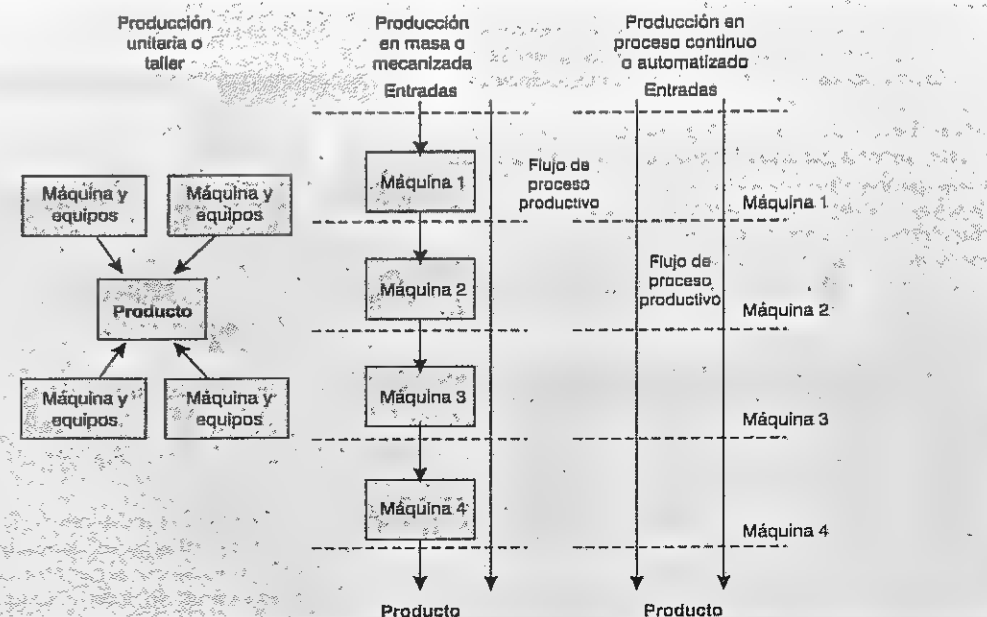 Producción
unitaria o
taller
Producción
en masa o
mecanizada
Entradas
Producción en
proceso continuo
o automatizado
Entradas
Máquina y
equipos
Máquina y
equipos
Producto
Máquina y
equipos
Máquina y
equipos
Máquina 1
Máquina 2
Máquina 3
Máquina 4
Producto
Flujo de
proceso
productivo
Máquina 1
Flujo de
proceso
productivo
Máquina 2
Máquina 3
Máquina 4
Producto